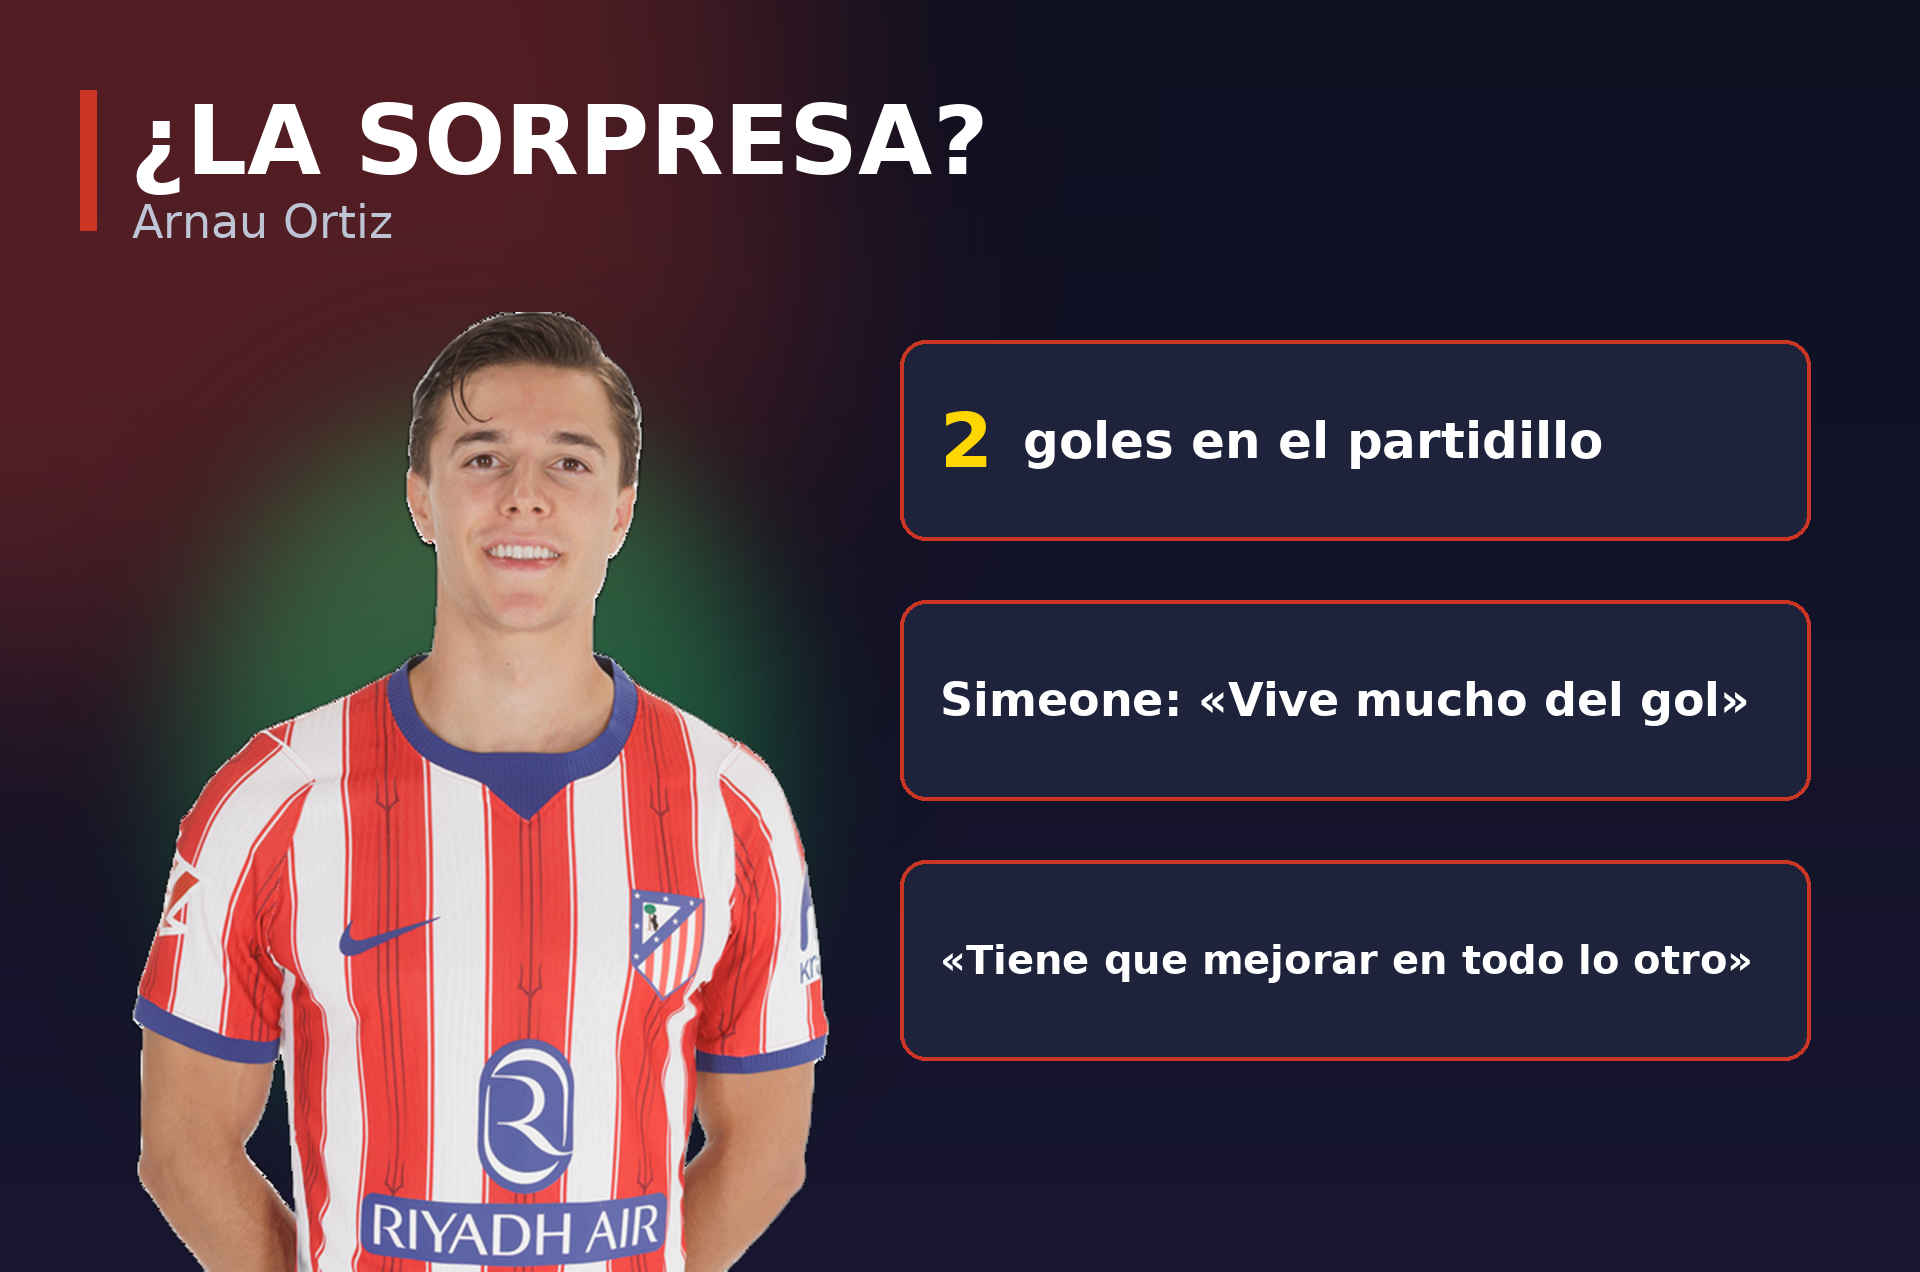 ¿LA SORPRESA?
Arnau Ortiz
2 goles en el partidillo
Simeone: «Vive mucho del gol»
«Tiene que mejorar en todo lo otro»
RIYADH AIR